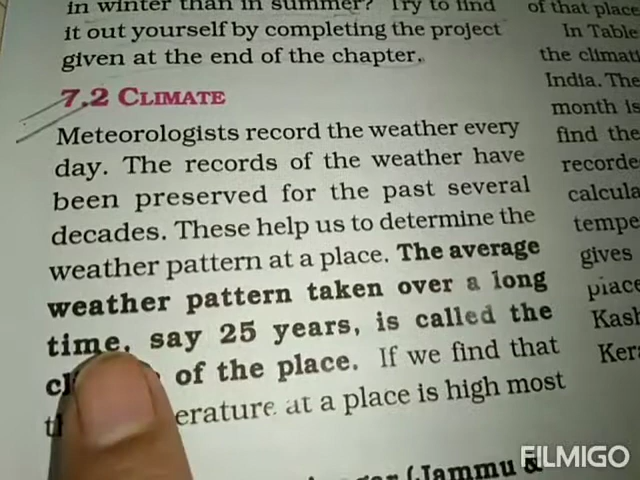 in winter than in summer? Try to find
it out yourself by completing the project
given at the end of the chapter.
7.2 CLIMATE
Meteorologists record the weather every
day. The records of the weather have
been preserved for the past several
decades. These help us to determine the
weather pattern at a place. The average
weather pattern taken over a long
time, say 25 years, is called the
of the place. If we find that
at a place is high most
(Jammu &
of that place
In Table
the climati
India. The
month is
find the
recorde
calcula
tempe
gives
place
Kash
Kera
FILMIGO